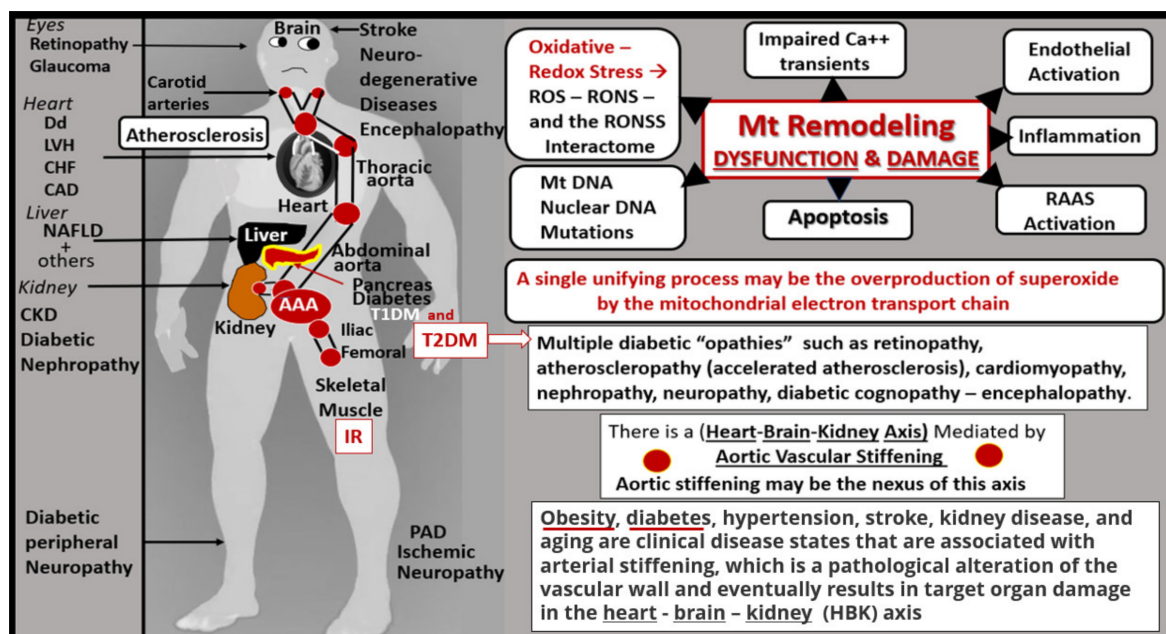 Eyes
Retinopathy
Glaucoma
Carotid
arteries
Heart
Dd
LVH
CHF
CAD
Atherosclerosis
Liver
NAFLD
+
others
Kidney
CKD
Diabetic
Nephropathy
Diabetic
peripheral
Neuropathy
Brain
Stroke
Neuro-
degenerative
Diseases
Encephalopathy
Thoracic
aorta
Heart
Liver
Abdominal
aorta
Pancreas
Diabetes
T1DM and
T2DM
Kidney
AAA
Iliac
Femoral
Skeletal
Muscle
IR
PAD
Ischemic
Neuropathy
Oxidative –
Redox Stress →
ROS – RONS –
and the RONSS
Interactome
Impaired Ca++
transients
Endothelial
Activation
Mt Remodeling
DYSFUNCTION & DAMAGE
Inflammation
Mt DNA
Nuclear DNA
Mutations
Apoptosis
RAAS
Activation
A single unifying process may be the overproduction of superoxide
by the mitochondrial electron transport chain
Multiple diabetic “opathies” such as retinopathy,
atheroscleropathy (accelerated atherosclerosis), cardiomyopathy,
nephropathy, neuropathy, diabetic cognopathy – encephalopathy.
There is a (Heart-Brain-Kidney Axis) Mediated by
Aortic Vascular Stiffening
Aortic stiffening may be the nexus of this axis
Obesity, diabetes, hypertension, stroke, kidney disease, and
aging are clinical disease states that are associated with
arterial stiffening, which is a pathological alteration of the
vascular wall and eventually results in target organ damage
in the heart - brain – kidney (HBK) axis